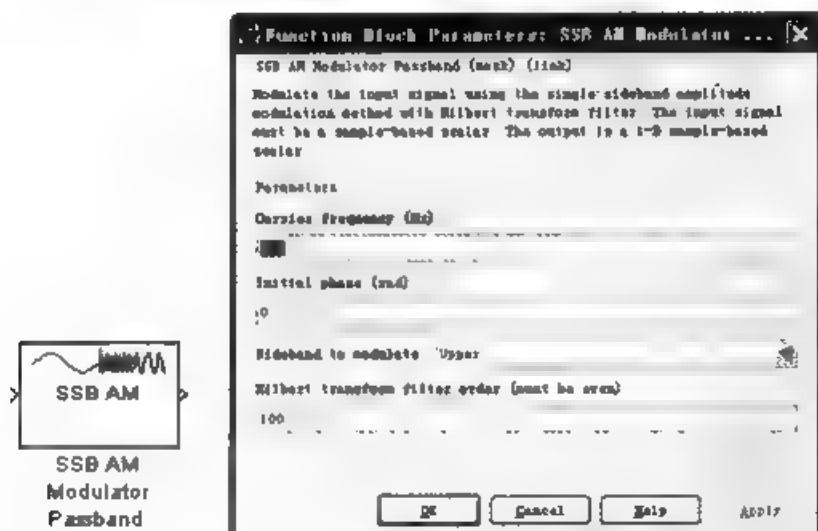 Function Block Parameters: SSB AM Modulator ...
SSB AM Modulator Passband (mask) (link)
Modulate the input signal using the single-sideband amplitude
modulation method with Hilbert transform filter. The input signal
must be a sample-based scalar. The output is a 1-D sample-based
scalar
Parameters
Carrier frequency (Hz)
Initial phase (rad)
0
Sideband to modulate Upper
Hilbert transform filter order (must be even)
100
OK Cancel Help Apply
SSB AM
SSB AM
Modulator
Passband